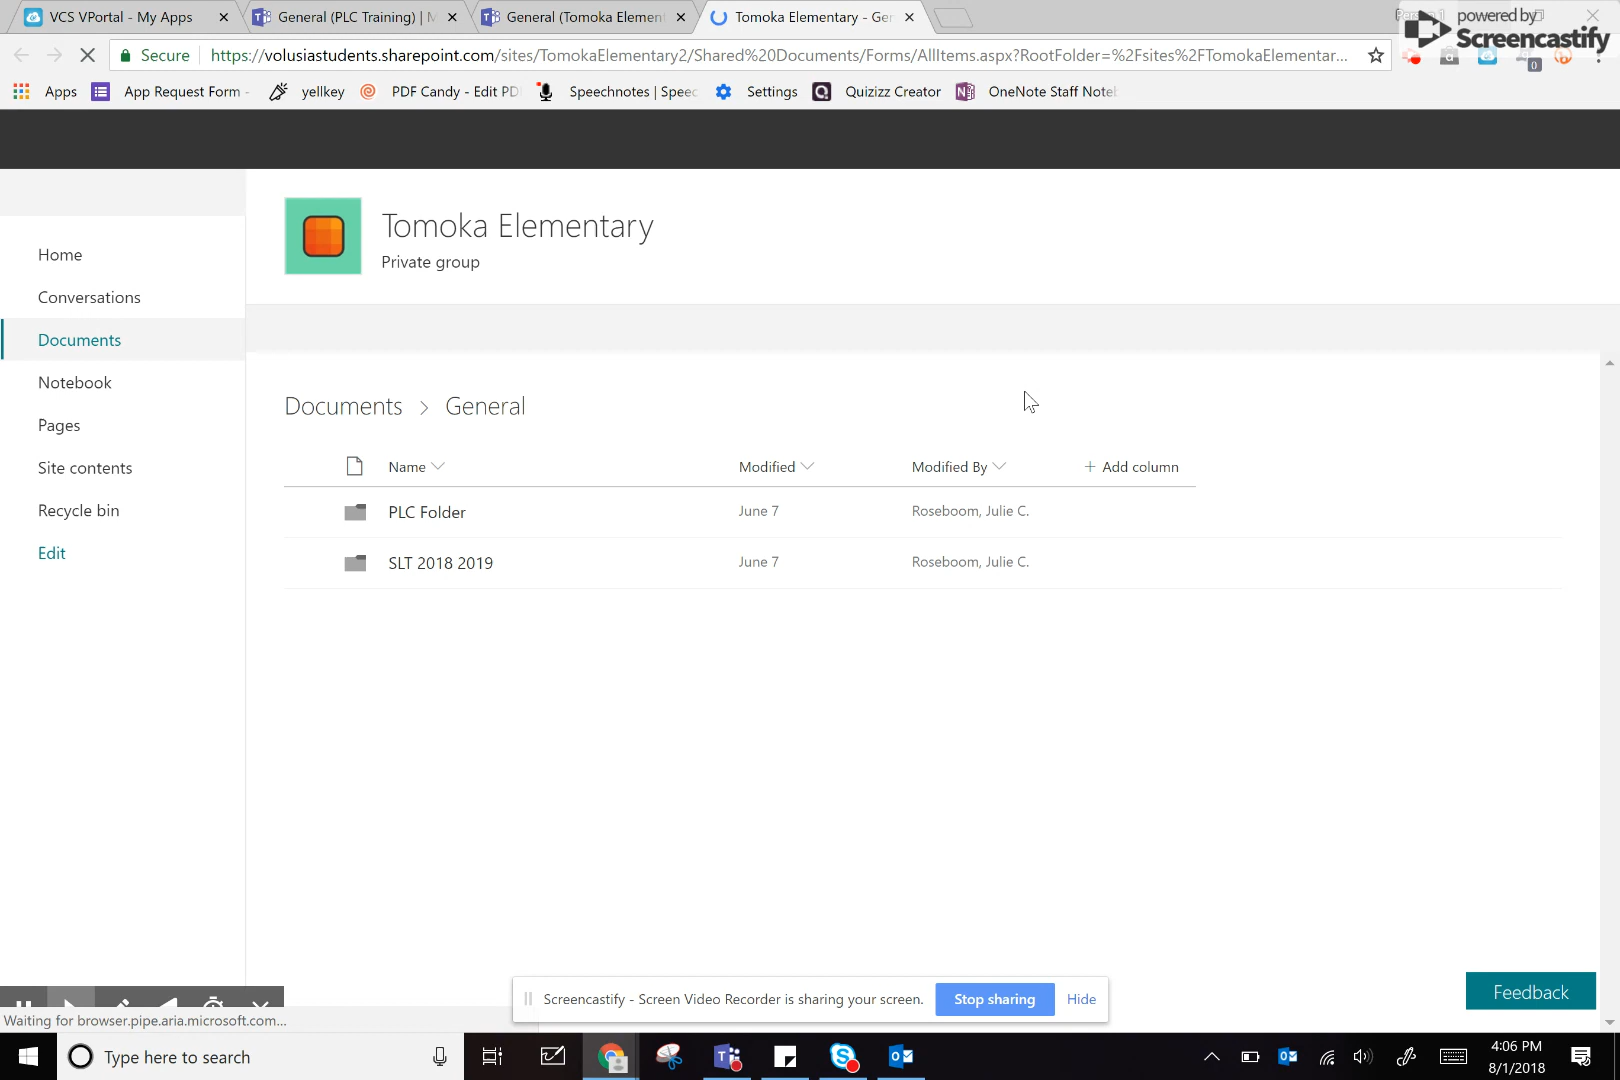 VCS VPortal - My Apps
General (PLC Training) | M
General (Tomoka Element
Tomoka Elementary - Gen
powered by
Screencastify
Secure
https://volusiastudents.sharepoint.com/sites/TomokaElementary2/Shared%20Documents/Forms/AllItems.aspx?RootFolder=%2Fsites%2FTomokaElementar...
0
Apps
App Request Form -
yellkey
PDF Candy - Edit PD
Speechnotes | Speec
Settings
Quizizz Creator
OneNote Staff Note
Tomoka Elementary
Private group
Home
Conversations
Documents
Notebook
Pages
Site contents
Recycle bin
Edit
Documents > General
Name
Modified
Modified By
+ Add column
PLC Folder
June 7
Roseboom, Julie C.
SLT 2018 2019
June 7
Roseboom, Julie C.
Feedback
Screencastify - Screen Video Recorder is sharing your screen.
Stop sharing
Hide
Waiting for browser.pipe.aria.microsoft.com...
Type here to search
4:06 PM
8/1/2018